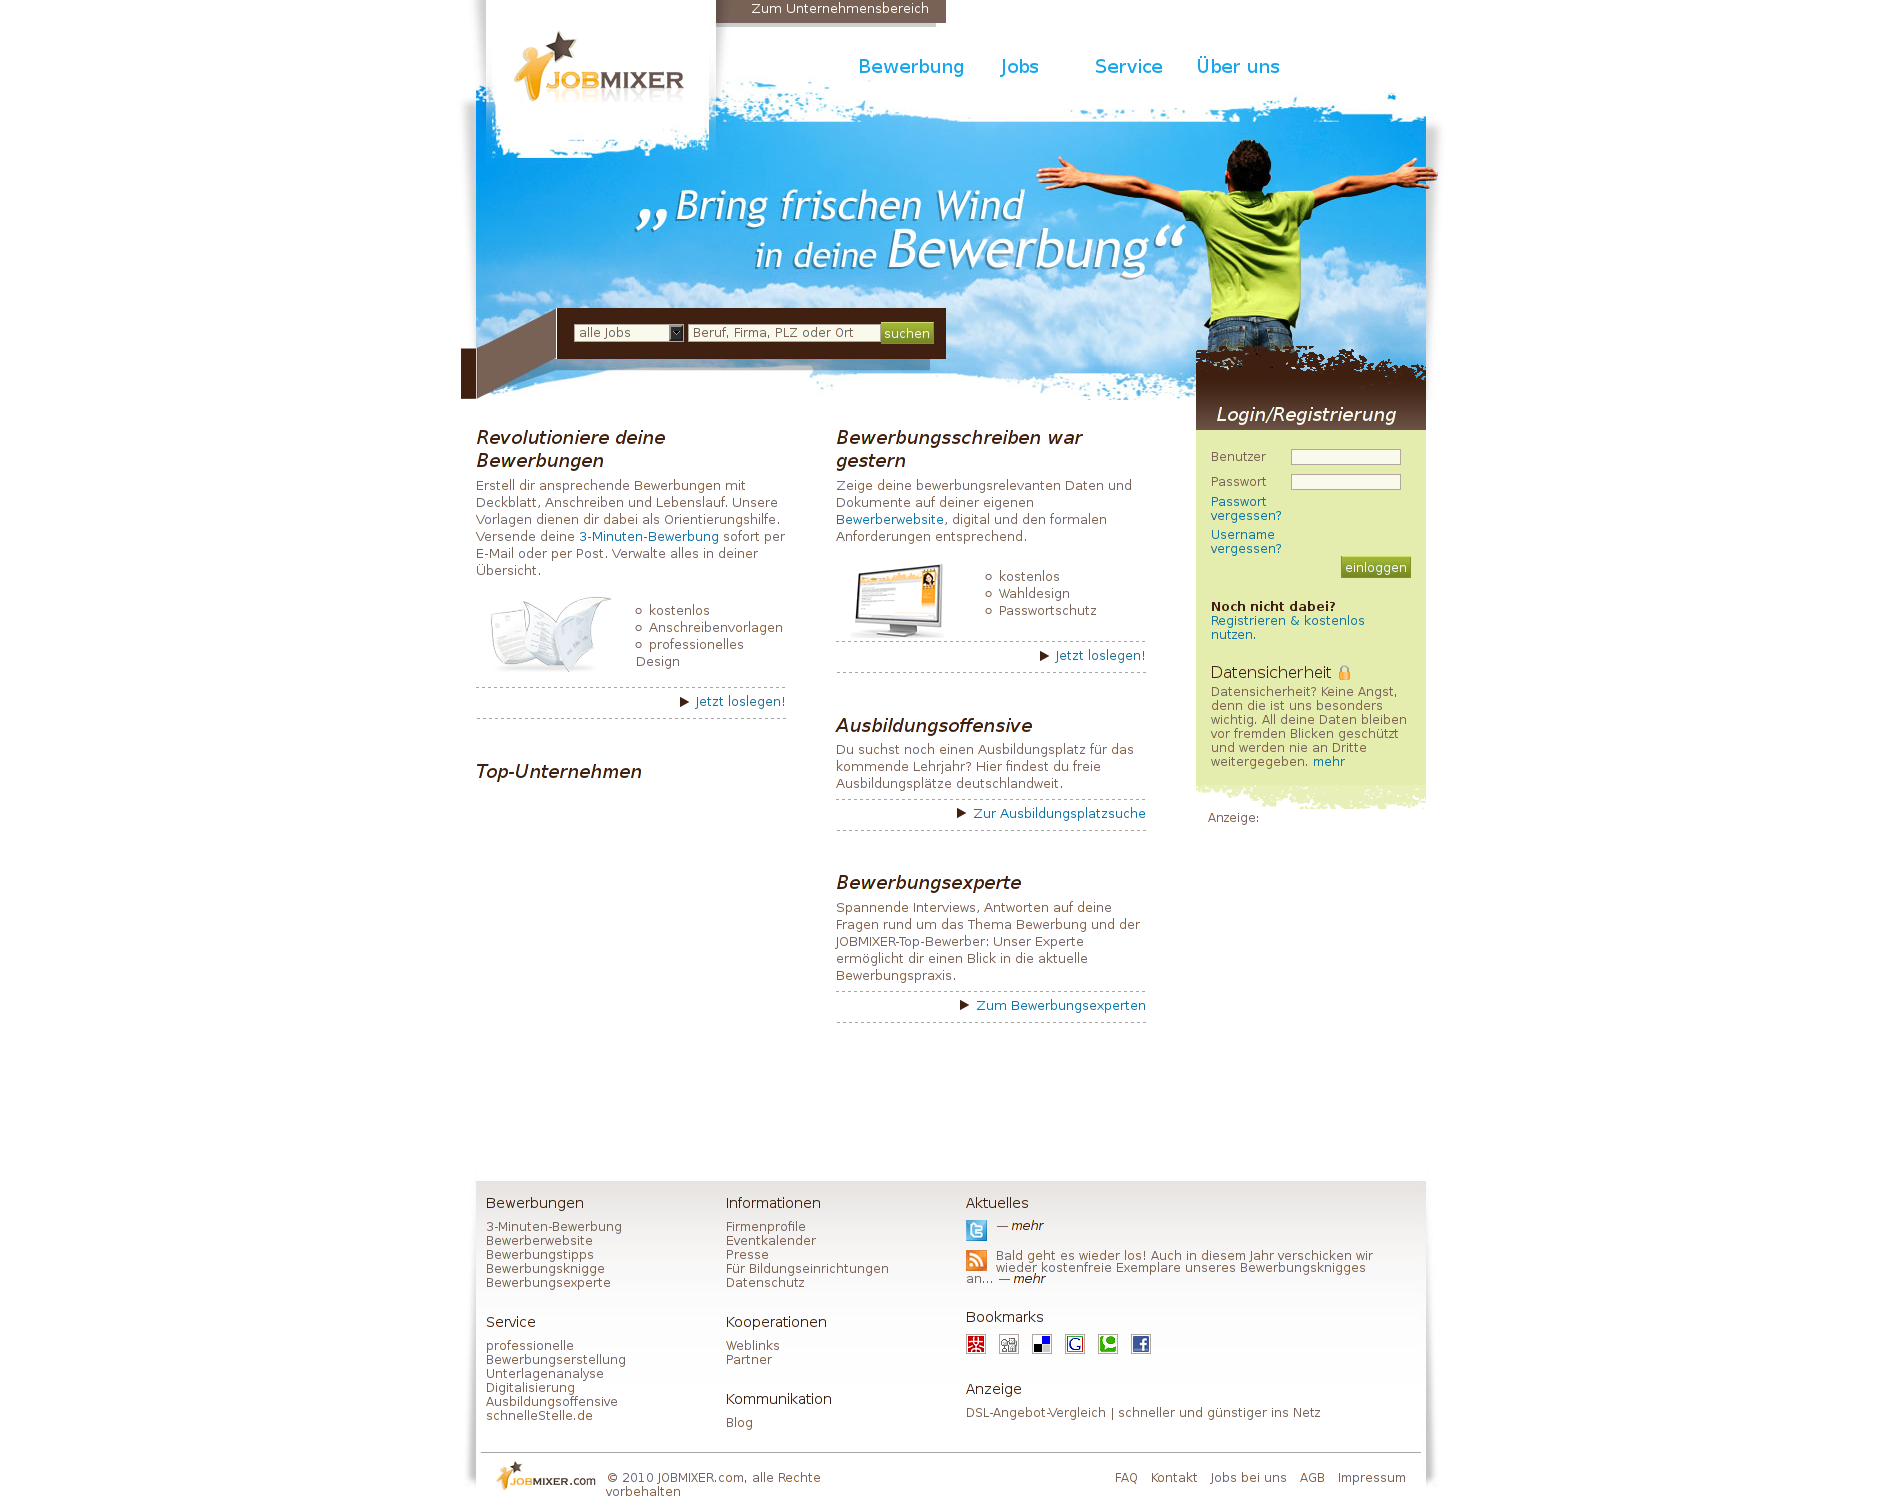 Zum Unternehmensbereich
JOBMIXER
Bewerbung Jobs Service Über uns
„Bring frischen Wind
in deine Bewerbung“
alle Jobs Beruf, Firma, PLZ oder Ort suchen
Login/Registrierung
Benutzer
Passwort
Passwort
vergessen?
Username
vergessen?
einloggen
Noch nicht dabei?
Registrieren & kostenlos
nutzen.
Datensicherheit
Datensicherheit? Keine Angst,
denn die ist uns besonders
wichtig. All deine Daten bleiben
vor fremden Blicken geschützt
und werden nie an Dritte
weitergegeben. mehr
Anzeige:
Revolutioniere deine
Bewerbungen
Erstell dir ansprechende Bewerbungen mit
Deckblatt, Anschreiben und Lebenslauf. Unsere
Vorlagen dienen dir dabei als Orientierungshilfe.
Versende deine 3-Minuten-Bewerbung sofort per
E-Mail oder per Post. Verwalte alles in deiner
Übersicht.
kostenlos
Anschreibenvorlagen
professionelles
Design
Jetzt loslegen!
Top-Unternehmen
Bewerbungsschreiben war
gestern
Zeige deine bewerbungsrelevanten Daten und
Dokumente auf deiner eigenen
Bewerberwebsite, digital und den formalen
Anforderungen entsprechend.
kostenlos
Wahldesign
Passwortschutz
Jetzt loslegen!
Ausbildungsoffensive
Du suchst noch einen Ausbildungsplatz für das
kommende Lehrjahr? Hier findest du freie
Ausbildungsplätze deutschlandweit.
Zur Ausbildungsplatzsuche
Bewerbungsexperte
Spannende Interviews, Antworten auf deine
Fragen rund um das Thema Bewerbung und der
JOBMIXER-Top-Bewerber: Unser Experte
ermöglicht dir einen Blick in die aktuelle
Bewerbungspraxis.
Zum Bewerbungsexperten
Bewerbungen
3-Minuten-Bewerbung
Bewerberwebsite
Bewerbungstipps
Bewerbungsknigge
Bewerbungsexperte
Service
professionelle
Bewerbungserstellung
Unterlagenanalyse
Digitalisierung
Ausbildungsoffensive
schnelleStelle.de
Informationen
Firmenprofile
Eventkalender
Presse
Für Bildungseinrichtungen
Datenschutz
Kooperationen
Weblinks
Partner
Kommunikation
Blog
Aktuelles
— mehr
Bald geht es wieder los! Auch in diesem Jahr verschicken wir
wieder kostenfreie Exemplare unseres Bewerbungsknigges
an... — mehr
Bookmarks
Anzeige
DSL-Angebot-Vergleich | schneller und günstiger ins Netz
JOBMIXER.com
© 2010 JOBMIXER.com, alle Rechte
vorbehalten
FAQ Kontakt Jobs bei uns AGB Impressum